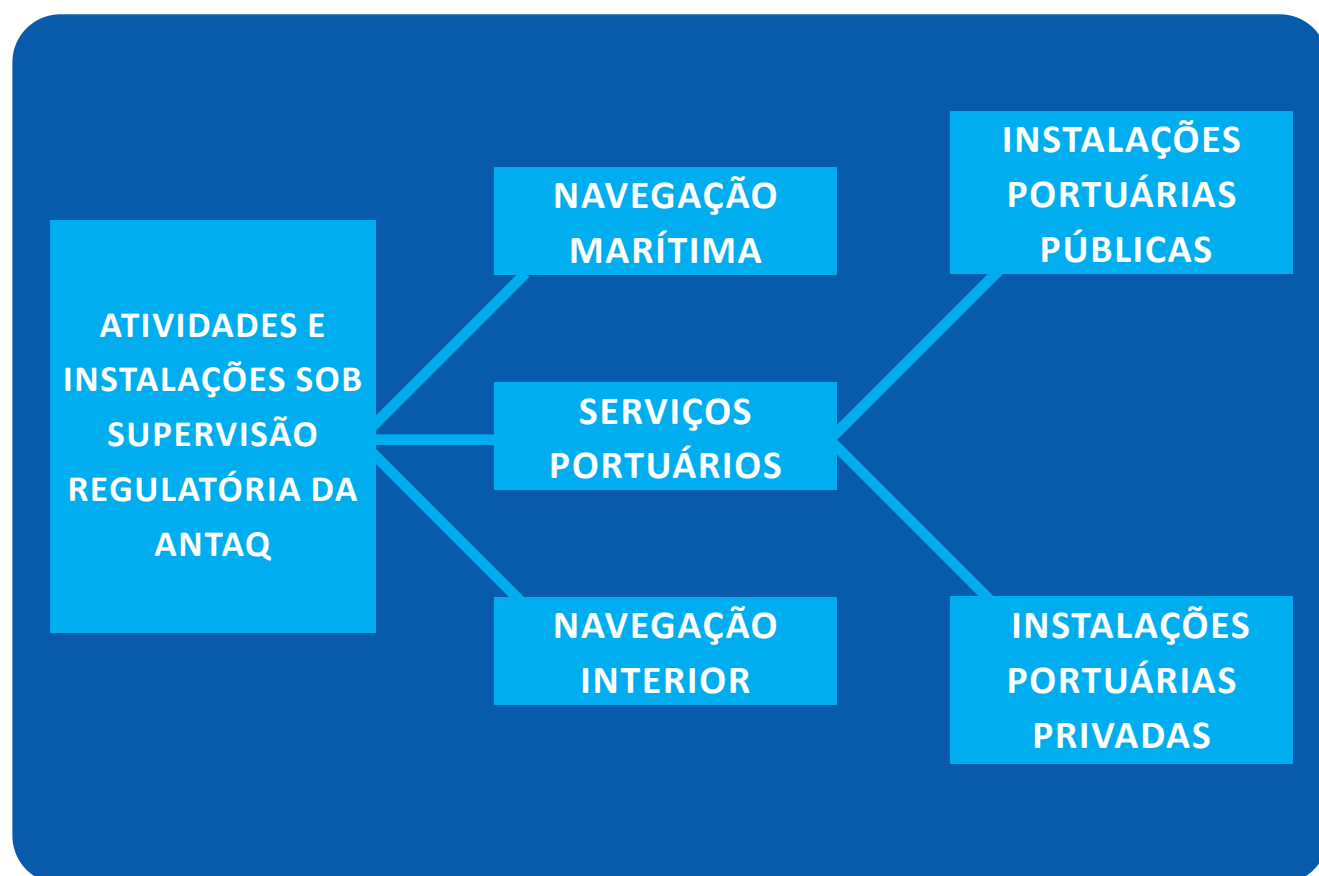 ATIVIDADES E
INSTALAÇÕES SOB
SUPERVISÃO
REGULATÓRIA DA
ANTAQ
NAVEGAÇÃO
MARÍTIMA
SERVIÇOS
PORTUÁRIOS
NAVEGAÇÃO
INTERIOR
INSTALAÇÕES
PORTUÁRIAS
PÚBLICAS
INSTALAÇÕES
PORTUÁRIAS
PRIVADAS